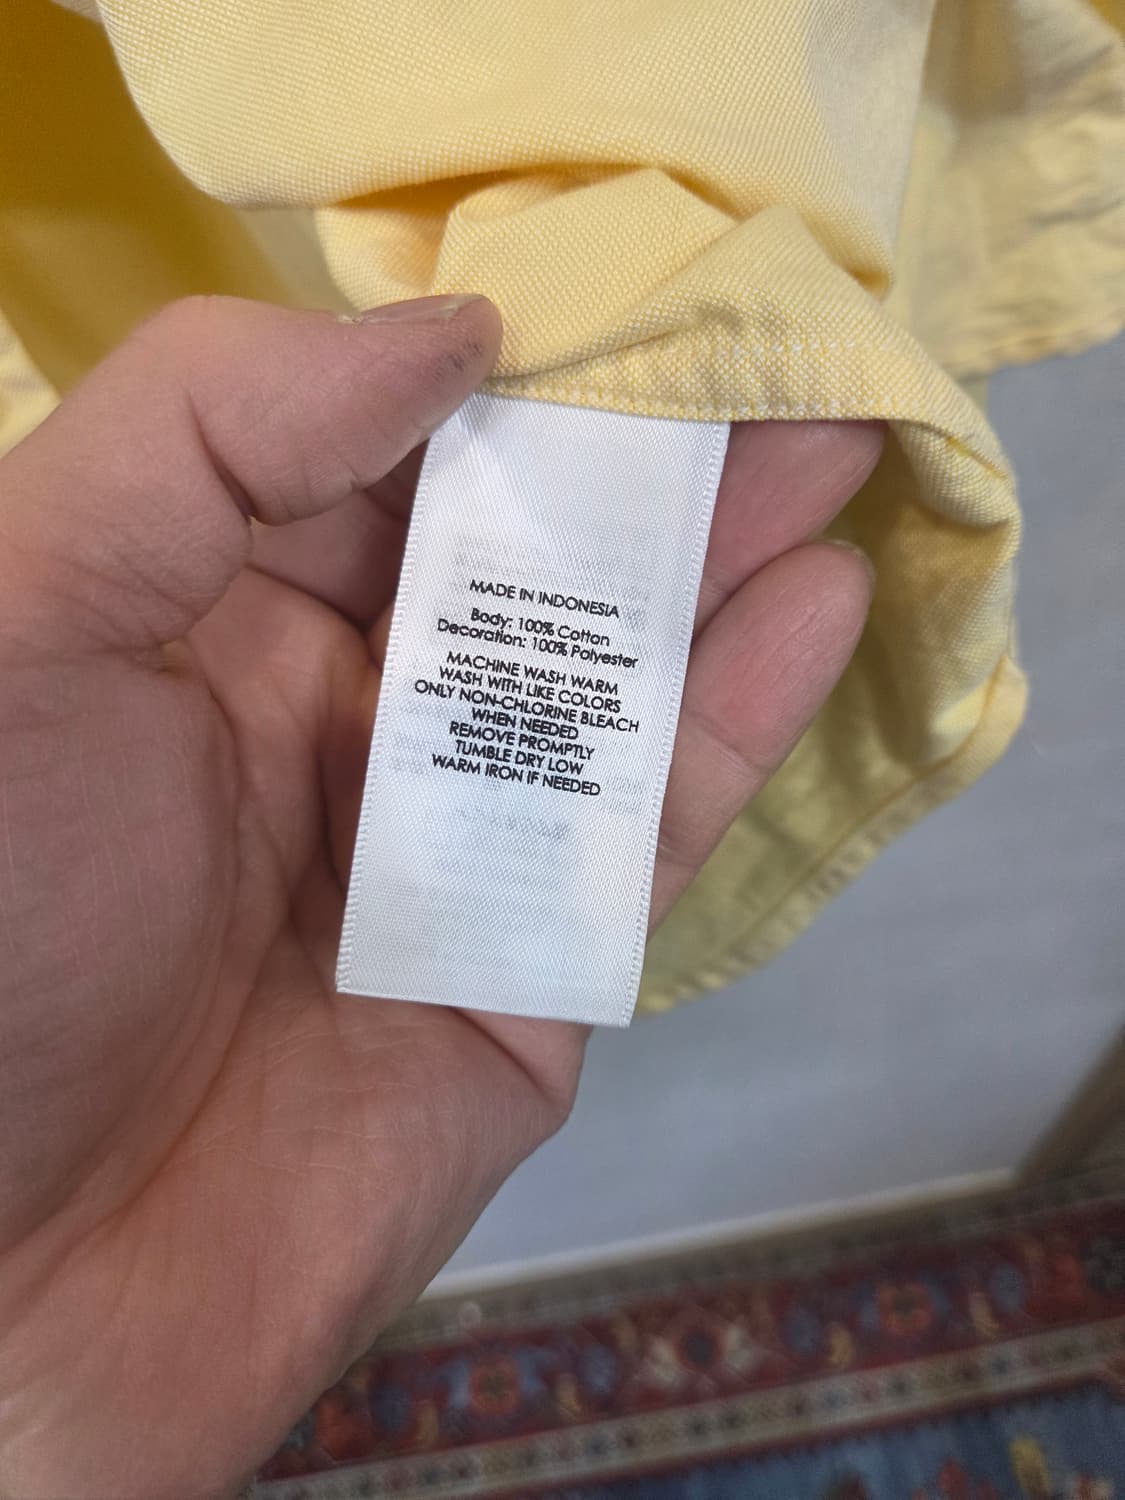 MADE IN INDONESIA
Body: 100% Cotton
Decoration: 100% Polyester
MACHINE WASH WARM
WASH WITH LIKE COLORS
ONLY NON-CHLORINE BLEACH
WHEN NEEDED
REMOVE PROMPTLY
TUMBLE DRY LOW
WARM IRON IF NEEDED